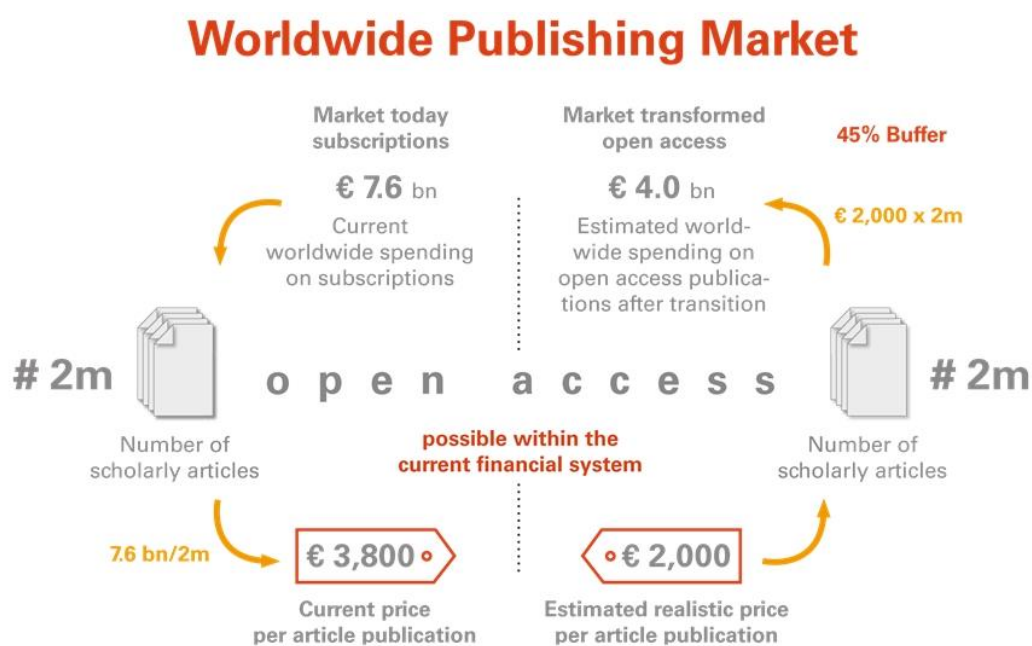 Worldwide Publishing Market
Market today
subscriptions
€ 7.6 bn
Current
worldwide spending
on subscriptions
Market transformed
open access
€ 4.0 bn
Estimated world-
wide spending on
open access publica-
tions after transition
45% Buffer
€ 2,000 x 2m
# 2m
Number of
scholarly articles
open access
possible within the
current financial system
# 2m
Number of
scholarly articles
7.6 bn/2m
€ 3,800
Current price
per article publication
€ 2,000
Estimated realistic price
per article publication